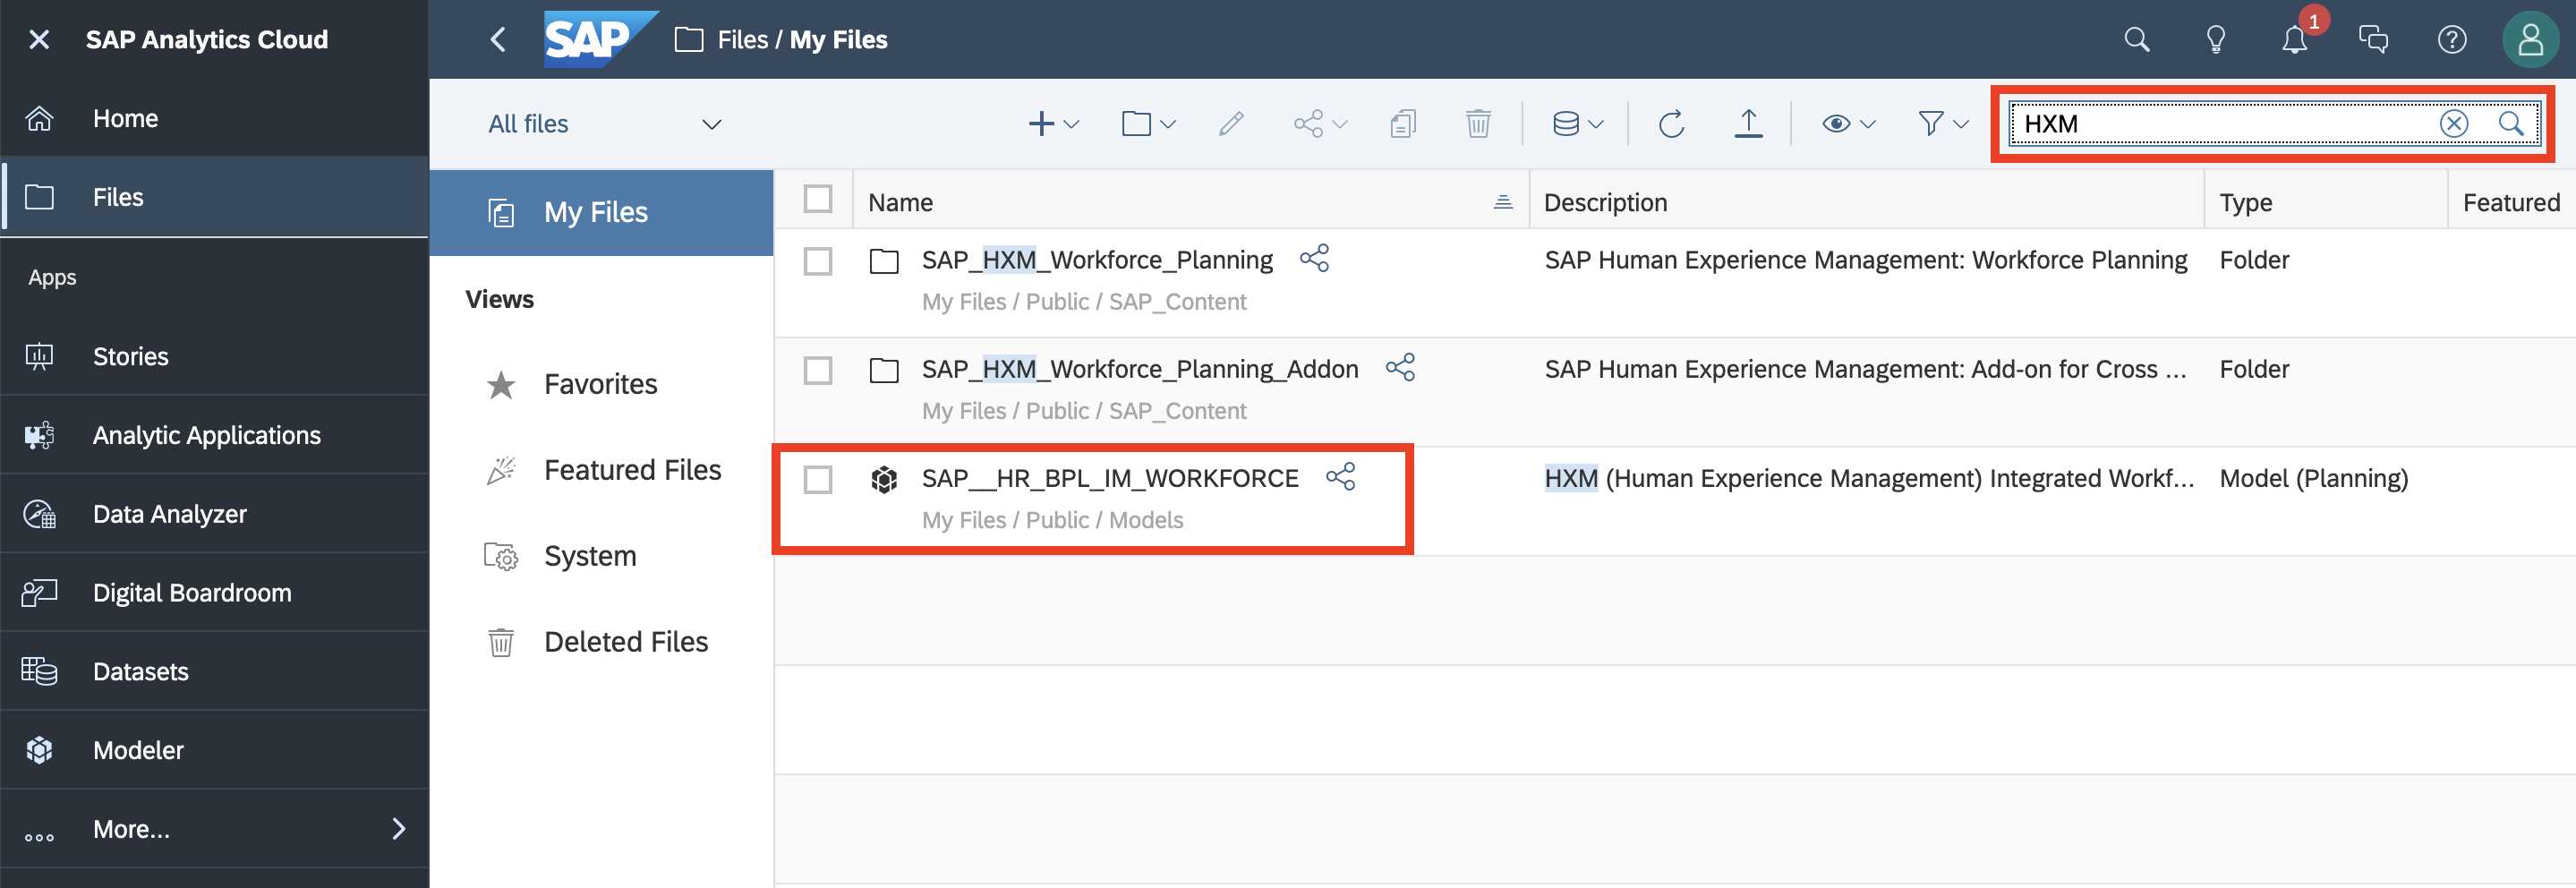 SAP Analytics Cloud
SAP
Files / My Files
1
Home
All files
HXM
Files
My Files
Name
Description
Type
Featured
SAP_HXM_Workforce_Planning
SAP Human Experience Management: Workforce Planning
Folder
My Files / Public / SAP_Content
Apps
Views
Stories
Favorites
SAP_HXM_Workforce_Planning_Addon
SAP Human Experience Management: Add-on for Cross ...
Folder
My Files / Public / SAP_Content
Analytic Applications
Featured Files
SAP__HR_BPL_IM_WORKFORCE
HXM (Human Experience Management) Integrated Workf...
Model (Planning)
My Files / Public / Models
Data Analyzer
System
Digital Boardroom
Deleted Files
Datasets
Modeler
More...